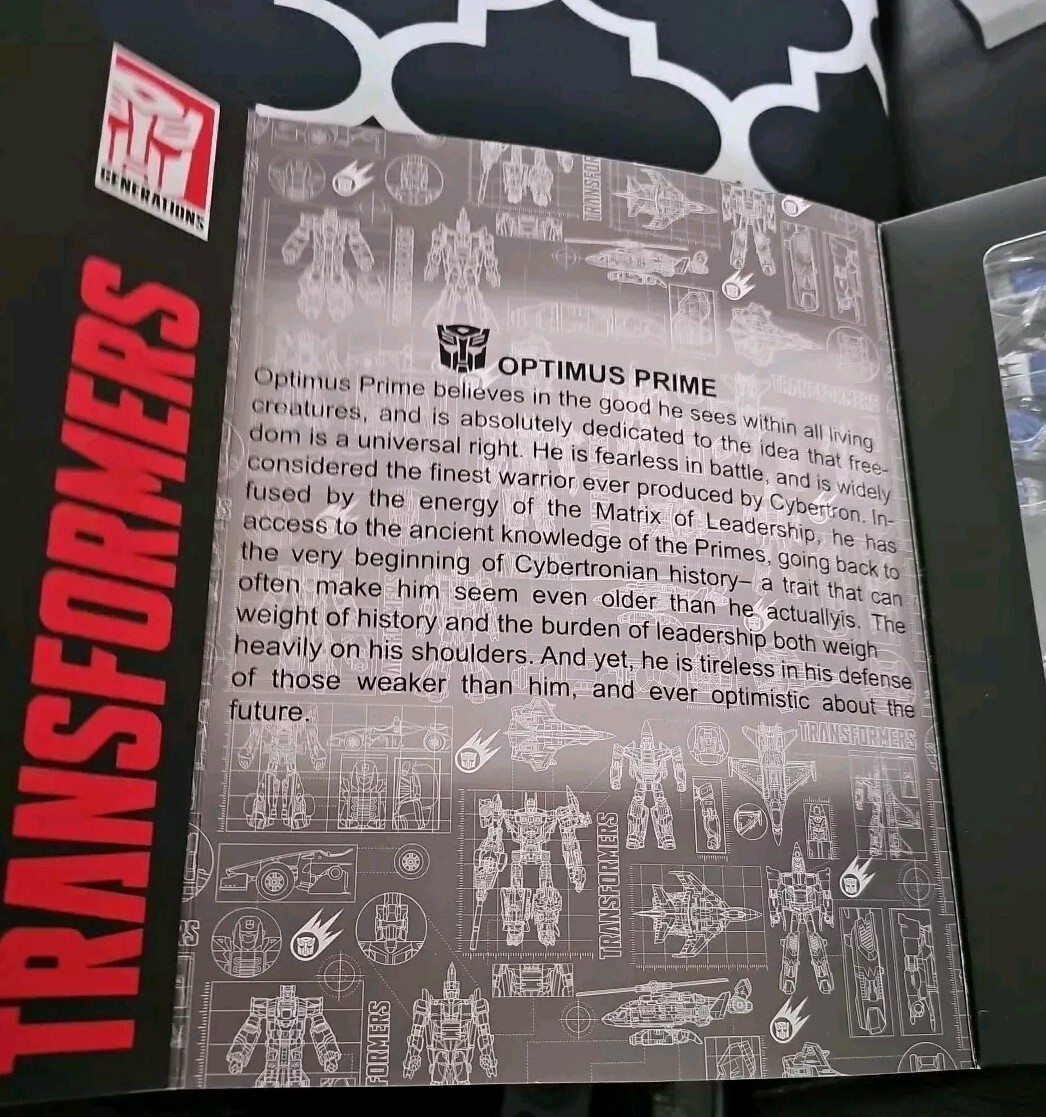 GENERATIONS
TRANSFORMERS
OPTIMUS PRIME
Optimus Prime believes in the good he sees within all living
creatures, and is absolutely dedicated to the idea that free-
dom is a universal right. He is fearless in battle, and is widely
considered the finest warrior ever produced by Cybertron. In-
fused by the energy of the Matrix of Leadership, he has
access to the ancient knowledge of the Primes, going back to
the very beginning of Cybertronian history– a trait that can
often make him seem even older than he actuallyis. The
weight of history and the burden of leadership both weigh
heavily on his shoulders. And yet, he is tireless in his defense
of those weaker than him, and ever optimistic about the
future.
TRANSFORMERS
TRANSFORMERS
TRANSFORMERS
FORMERS